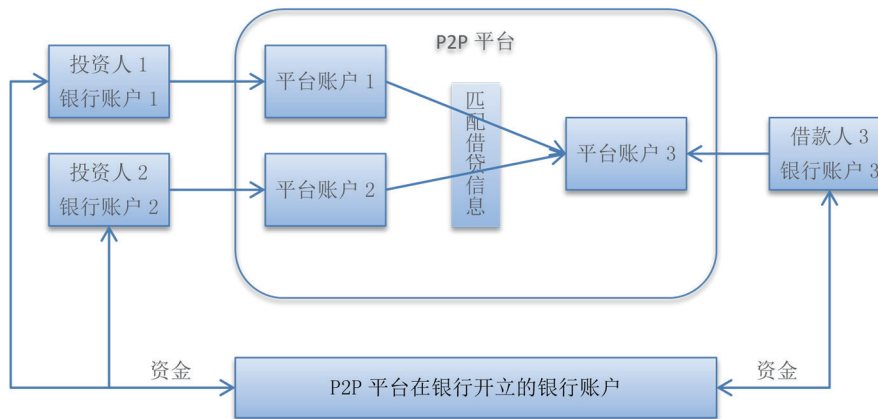 P2P 平台
投资人 1
银行账户 1
平台账户 1
匹配借贷信息
投资人 2
银行账户 2
平台账户 2
平台账户 3
借款人 3
银行账户 3
资金
P2P 平台在银行开立的银行账户
资金